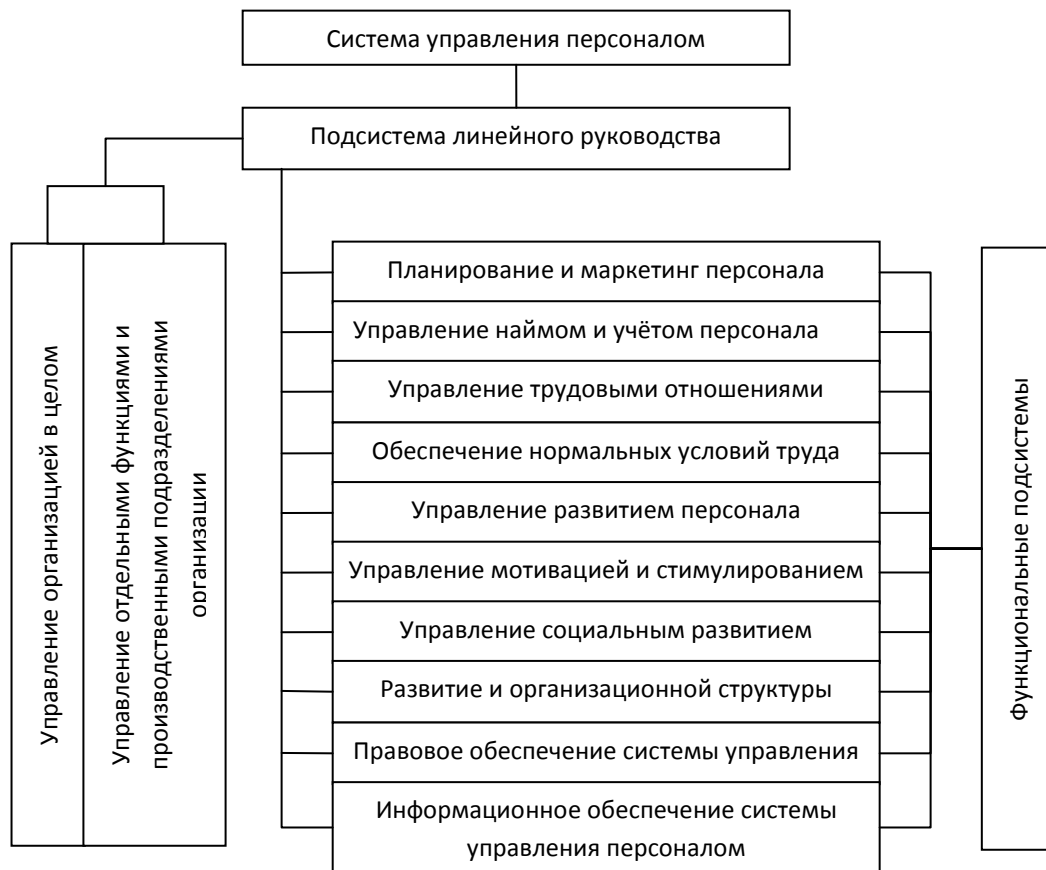 Система управления персоналом
Подсистема линейного руководства
Управление организацией в целом
Управление отдельными функциями и
производственными подразделениями
организации
Планирование и маркетинг персонала
Управление наймом и учётом персонала
Управление трудовыми отношениями
Обеспечение нормальных условий труда
Управление развитием персонала
Управление мотивацией и стимулированием
Управление социальным развитием
Развитие и организационной структуры
Правовое обеспечение системы управления
Информационное обеспечение системы
управления персоналом
Функциональные подсистемы